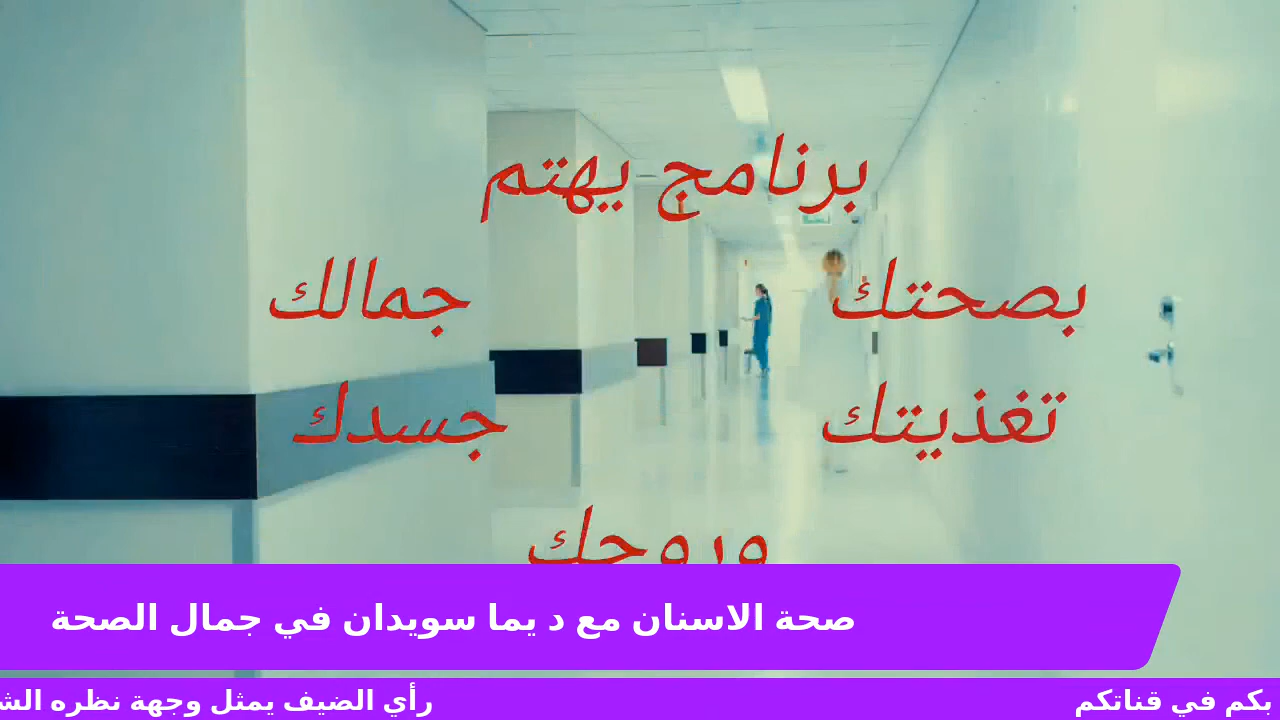 برنامج يهتم
بصحتك جمالك
تغذيتك جسدك
وروحك
صحة الاسنان مع د يما سويدان في جمال الصحة
بكم في قناتكم رأي الضيف يمثل وجهة نظره